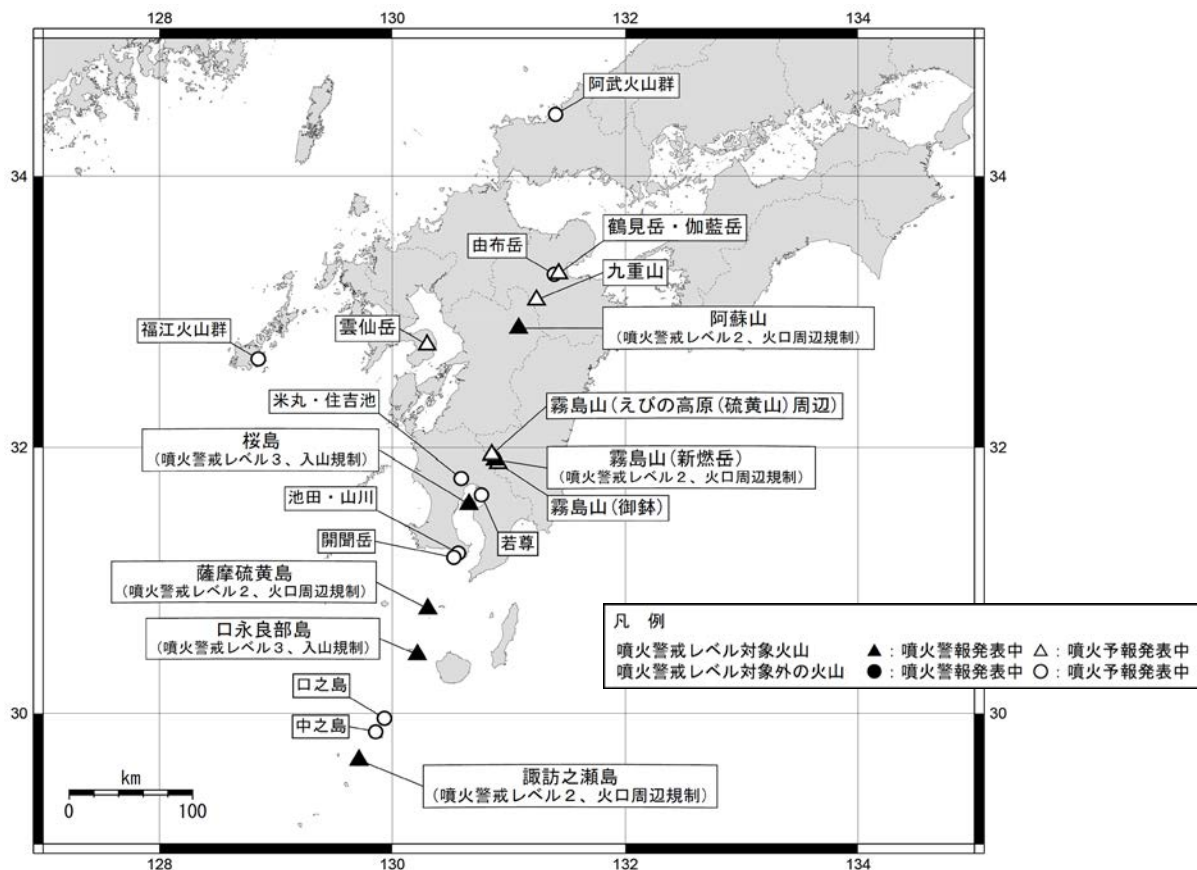 128
130
132
134
阿武火山群
34
34
鶴見岳・伽藍岳
由布岳
九重山
阿蘇山
(噴火警戒レベル2、火口周辺規制)
雲仙岳
福江火山群
米丸・住吉池
霧島山(えびの高原(硫黄山)周辺)
桜島
(噴火警戒レベル3、入山規制)
32
32
霧島山(新燃岳)
(噴火警戒レベル2、火口周辺規制)
池田・山川
霧島山(御鉢)
開聞岳
若尊
薩摩硫黄島
(噴火警戒レベル2、火口周辺規制)
口永良部島
(噴火警戒レベル3、入山規制)
凡 例
噴火警戒レベル対象火山 ▲:噴火警報発表中 △:噴火予報発表中
噴火警戒レベル対象外の火山 ●:噴火警報発表中 ○:噴火予報発表中
口之島
30
30
中之島
諏訪之瀬島
(噴火警戒レベル2、火口周辺規制)
km
0 100
128
130
132
134